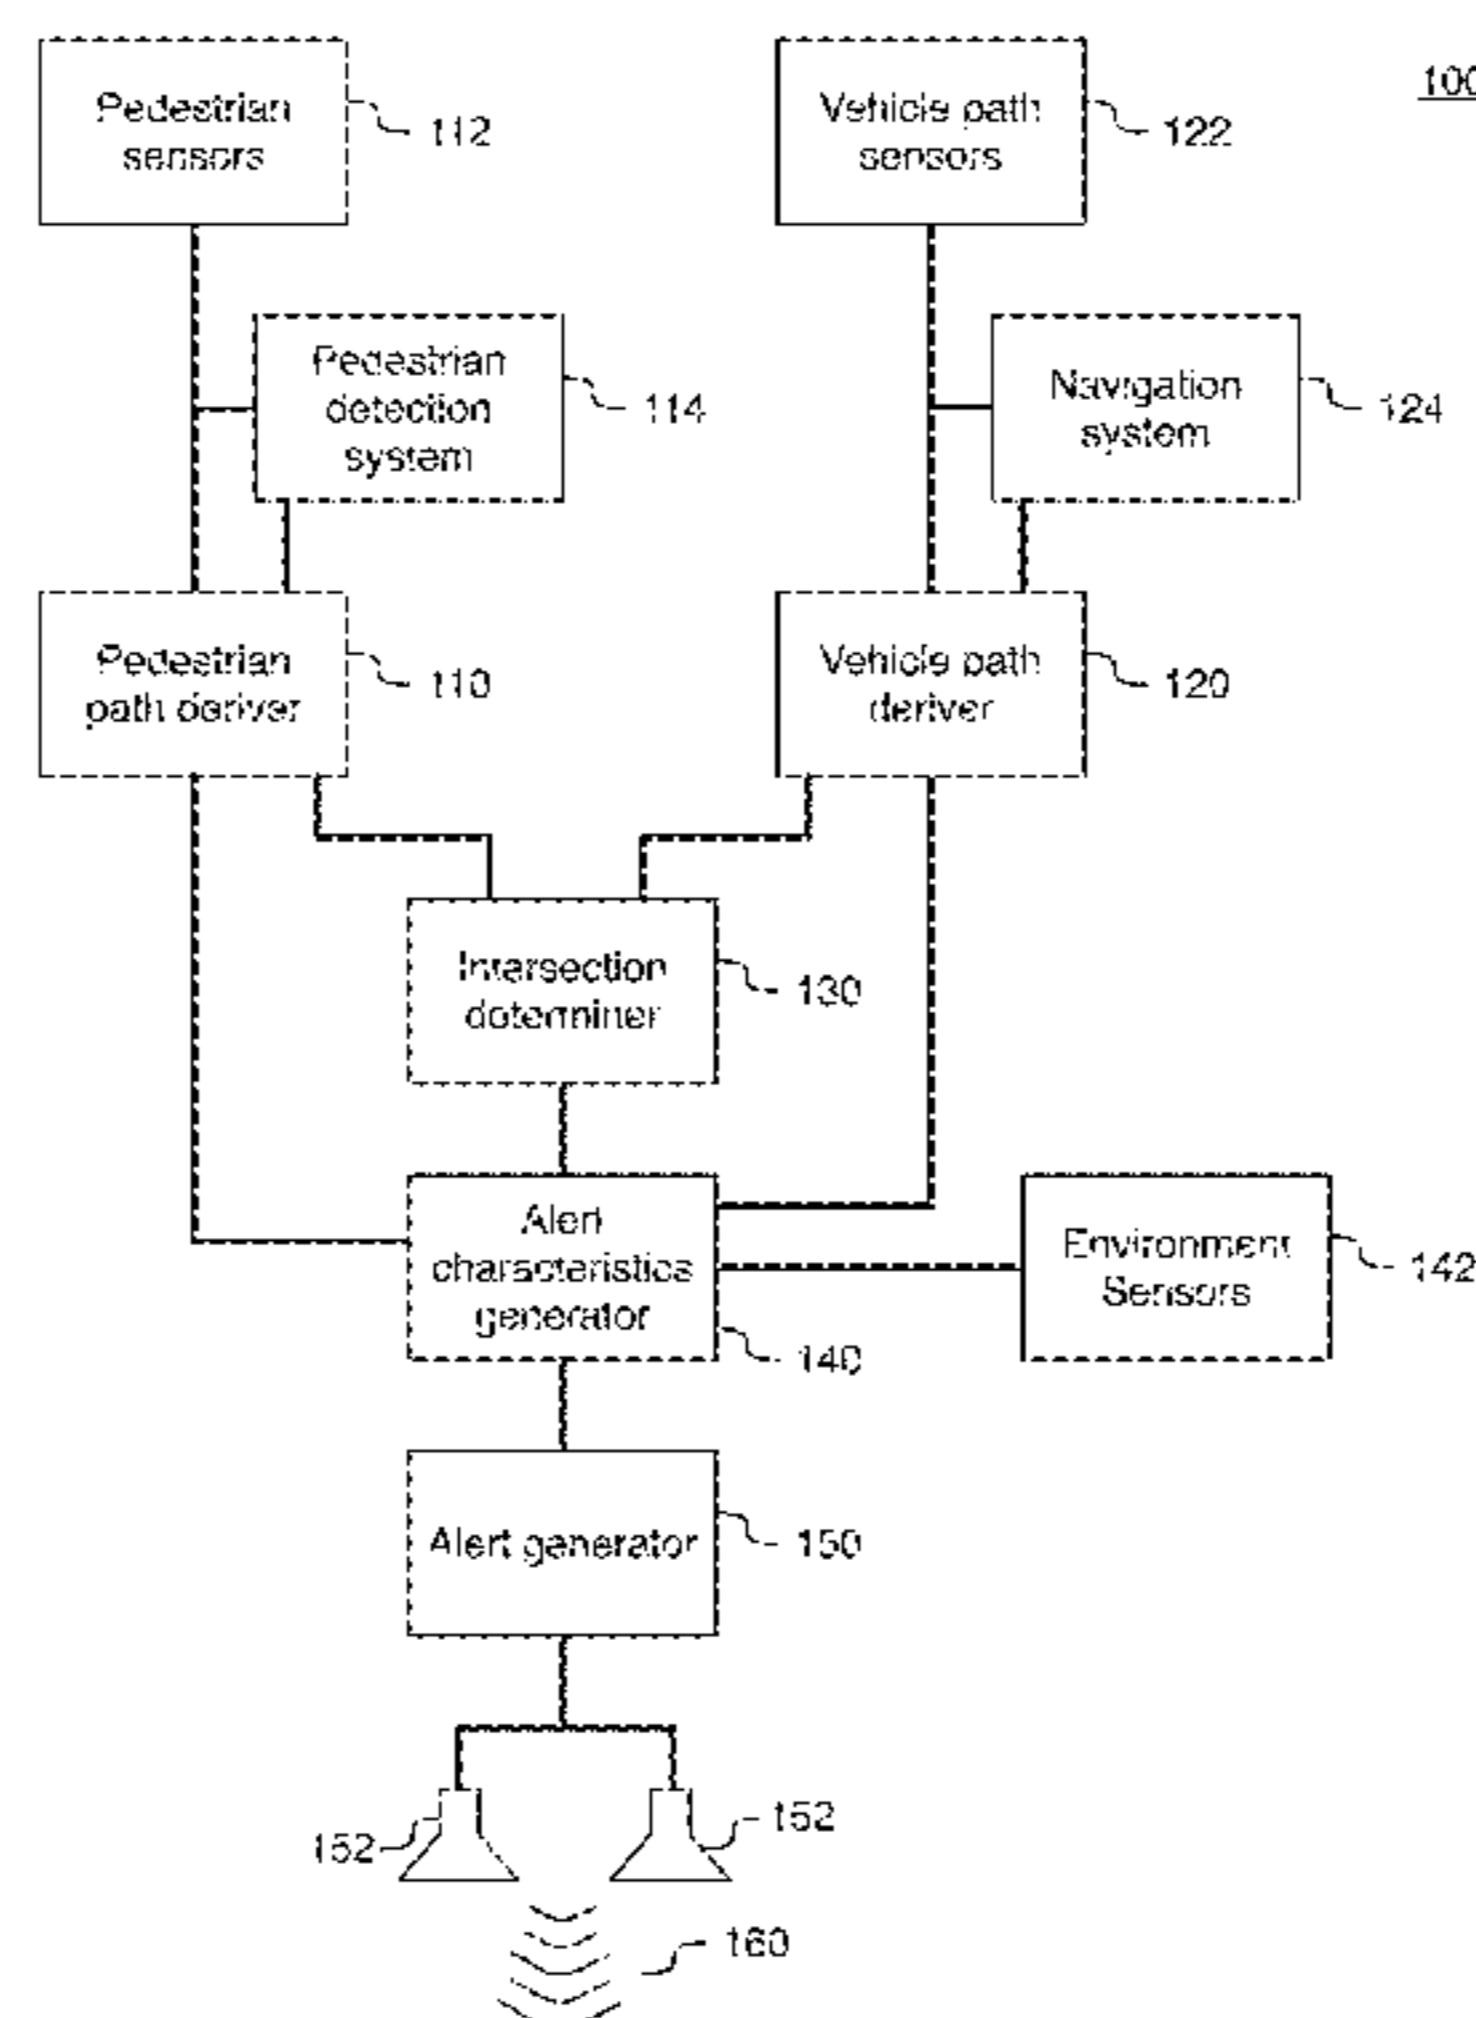 100
Pedestrian
sensors
112
Vehicle path
sensors
122
Pedestrian
detection
system
114
Navigation
system
124
Pedestrian
path deriver
110
Vehicle path
deriver
120
Intersection
determiner
130
Alert
characteristics
generator
140
Environment
Sensors
142
Alert generator
150
152
152
160